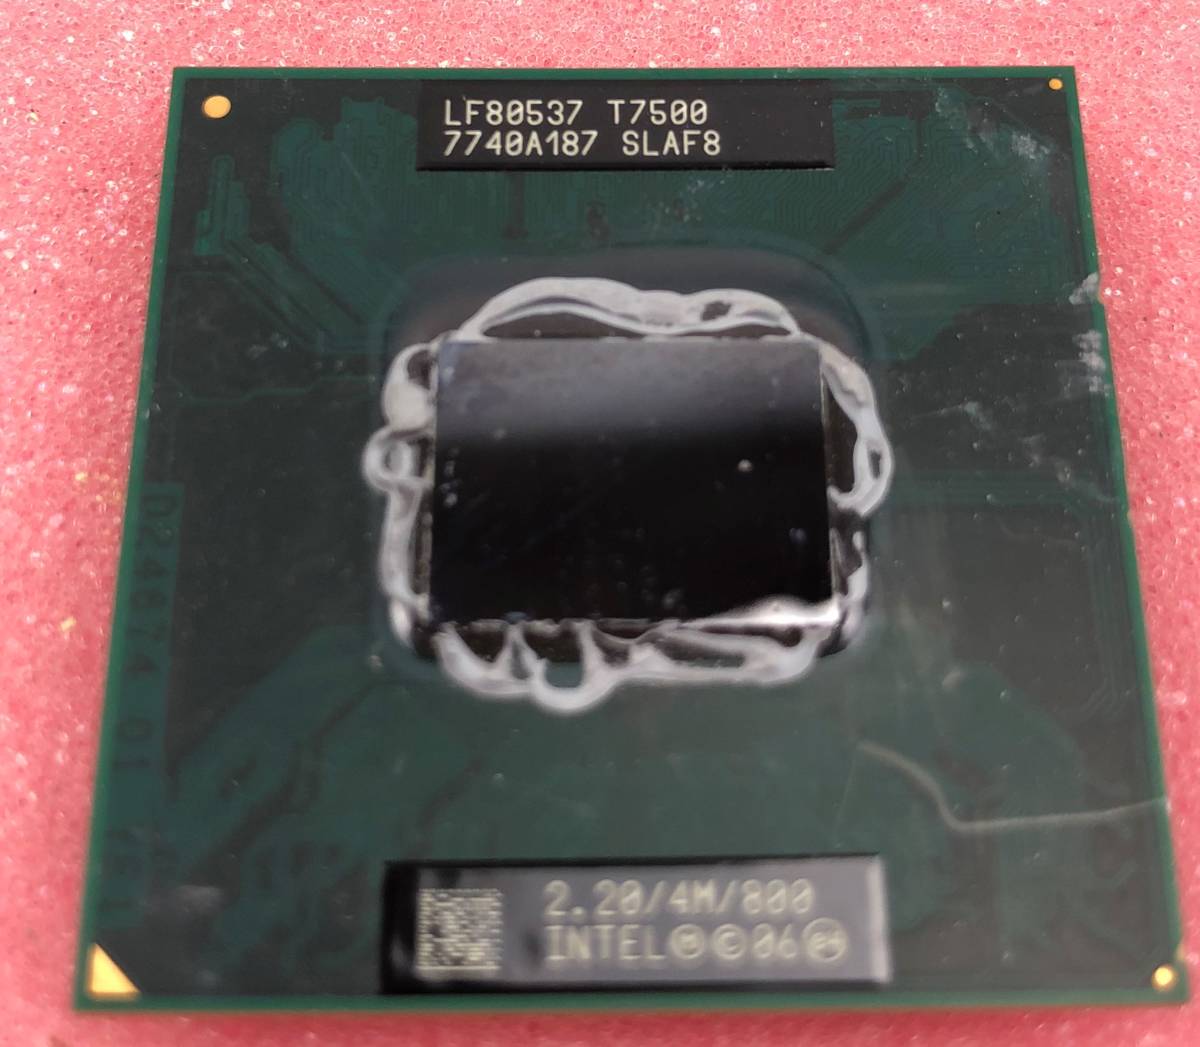 LF80537 T7500
7740A187 SLAF8
2.20/4M/800
INTEL Ⓜ © 06